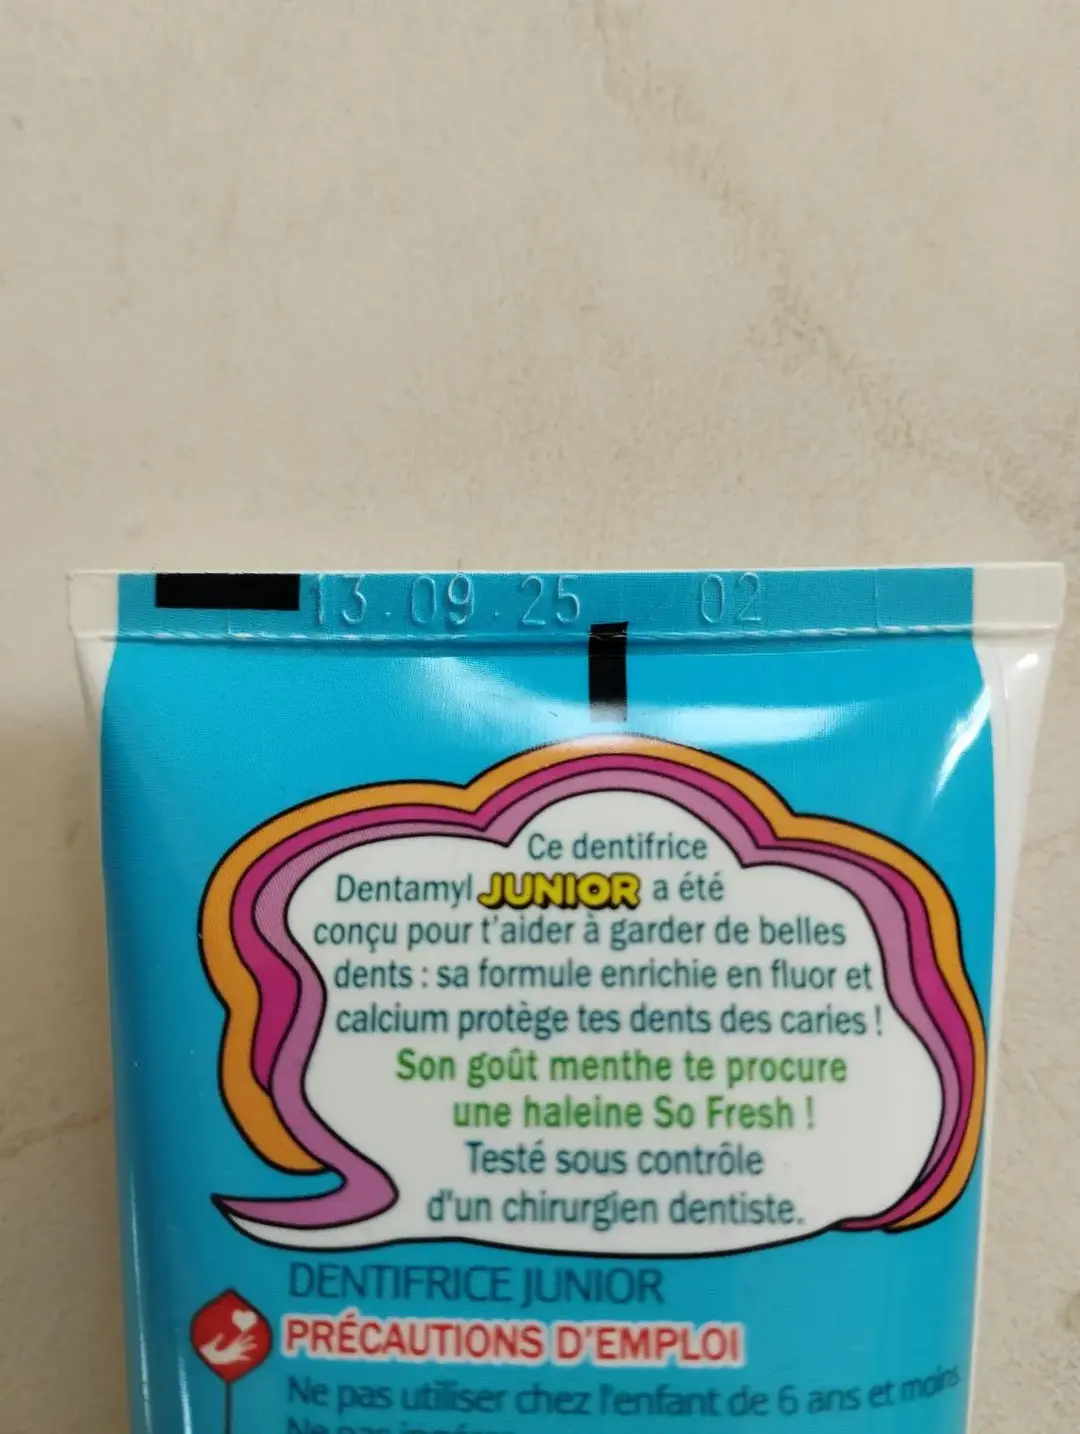 13.09.25 02
Ce dentifrice
Dentamyl JUNIOR a été
conçu pour t'aider à garder de belles
dents : sa formule enrichie en fluor et
calcium protège tes dents des caries !
Son goût menthe te procure
une haleine So Fresh !
Testé sous contrôle
d'un chirurgien dentiste.
DENTIFRICE JUNIOR
PRÉCAUTIONS D'EMPLOI
Ne pas utiliser chez l'enfant de 6 ans et moins
Ne pas ingérer